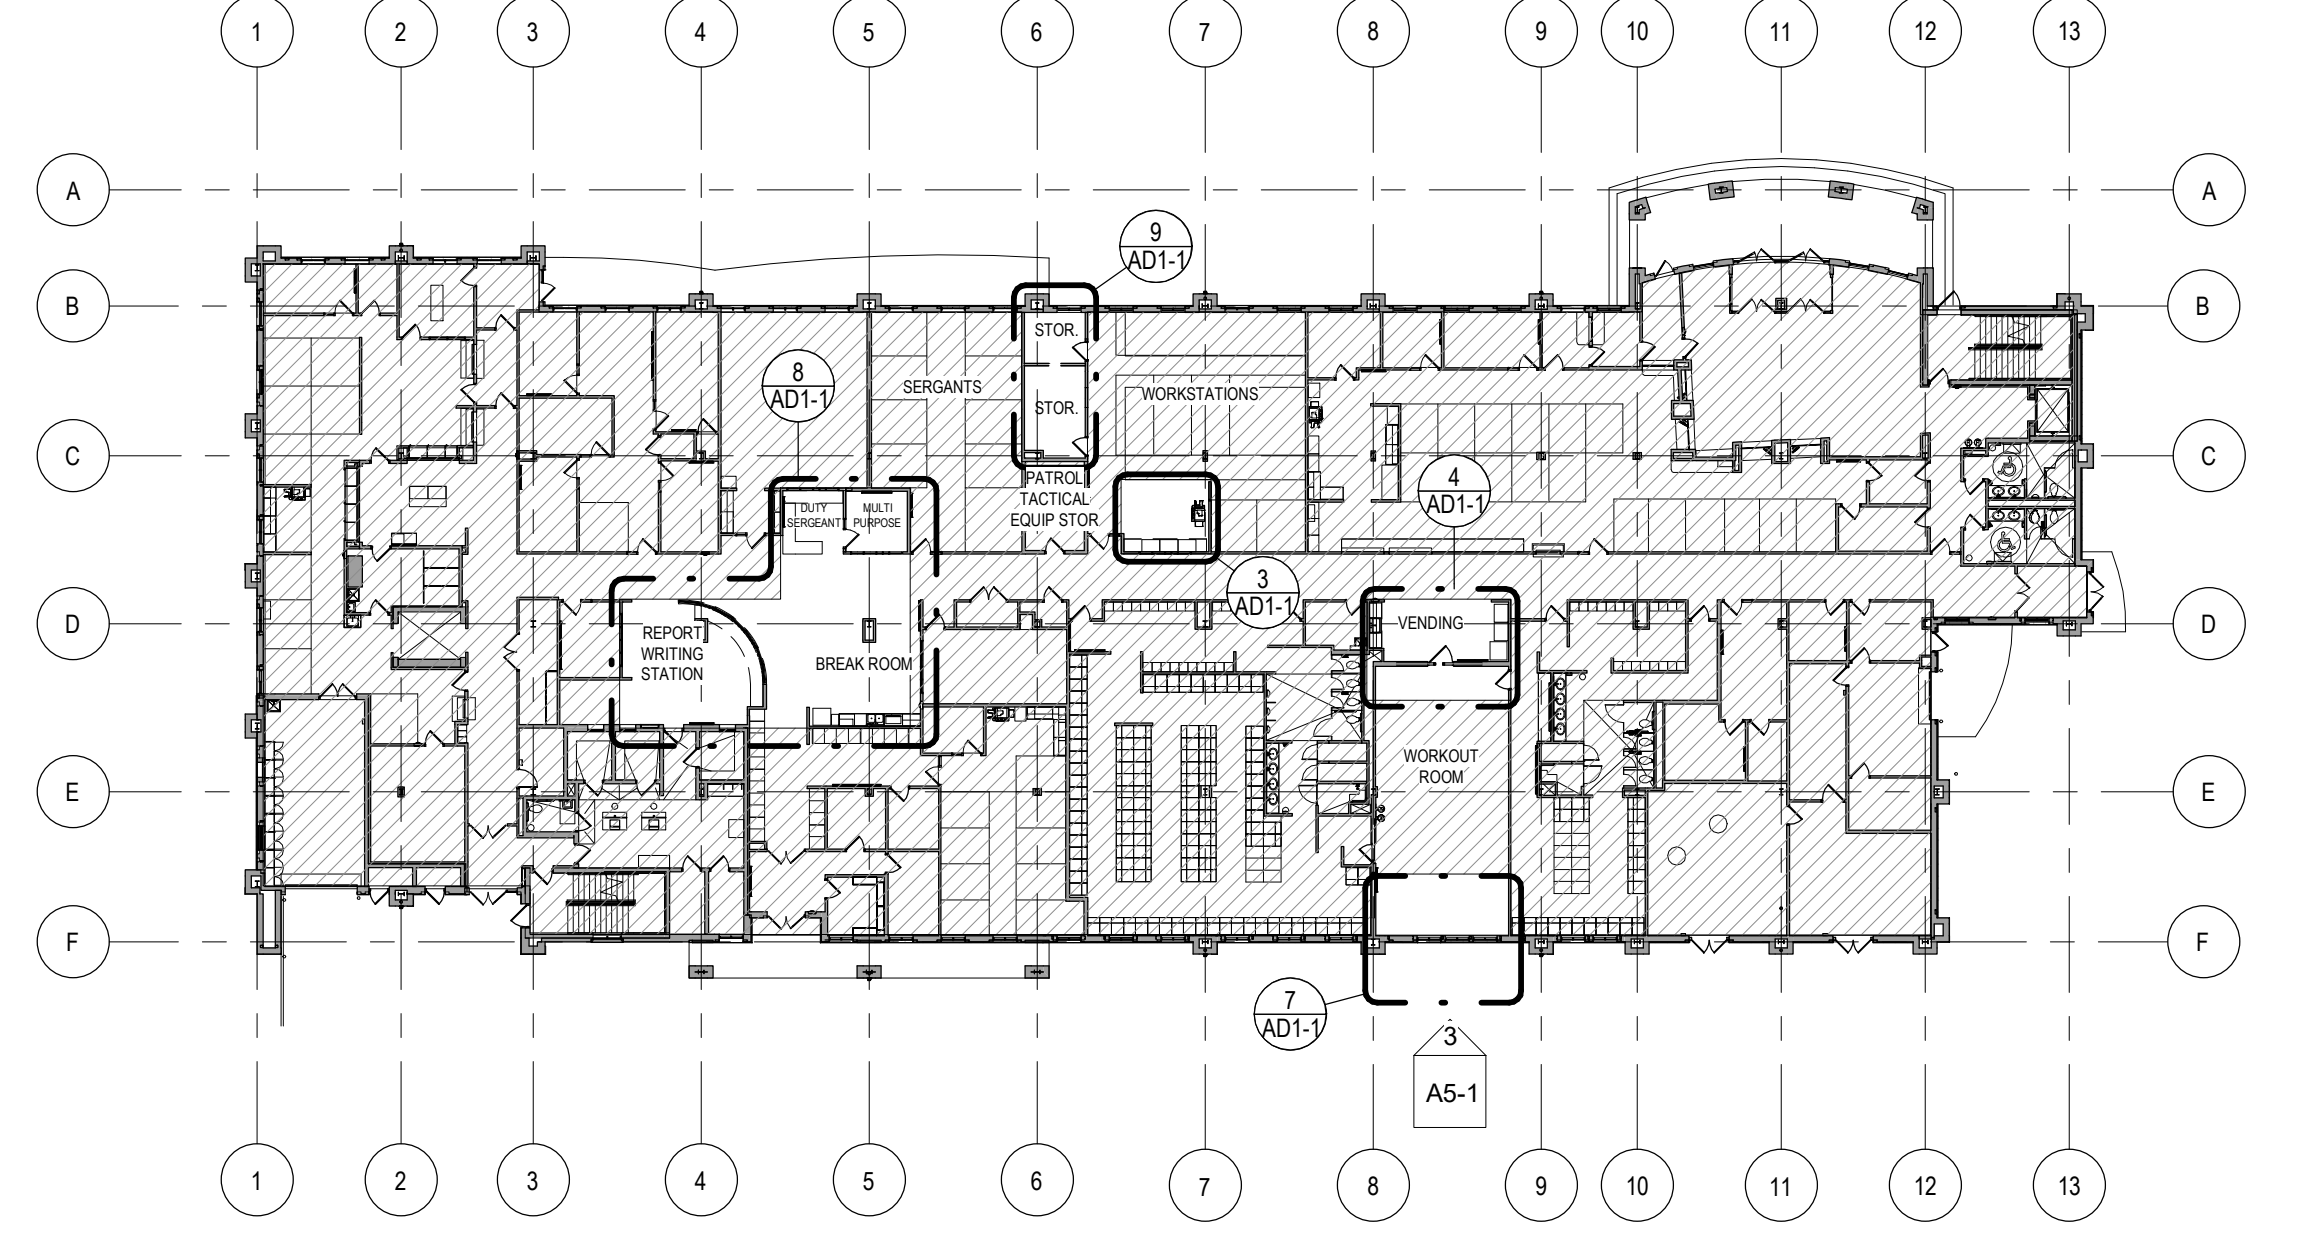 1 2 3 4 5 6 7 8 9 10 11 12 13
A A
9
AD1-1
B B
STOR.
8
AD1-1
SERGANTS
WORKSTATIONS
STOR.
C C
4
AD1-1
PATROL
TACTICAL
EQUIP STOR
DUTY
SERGEANT
MULTI
PURPOSE
3
AD1-1
D D
VENDING
REPORT
WRITING
STATION
BREAK ROOM
WORKOUT
ROOM
E E
F F
7
AD1-1
3
A5-1
1 2 3 4 5 6 7 8 9 10 11 12 13